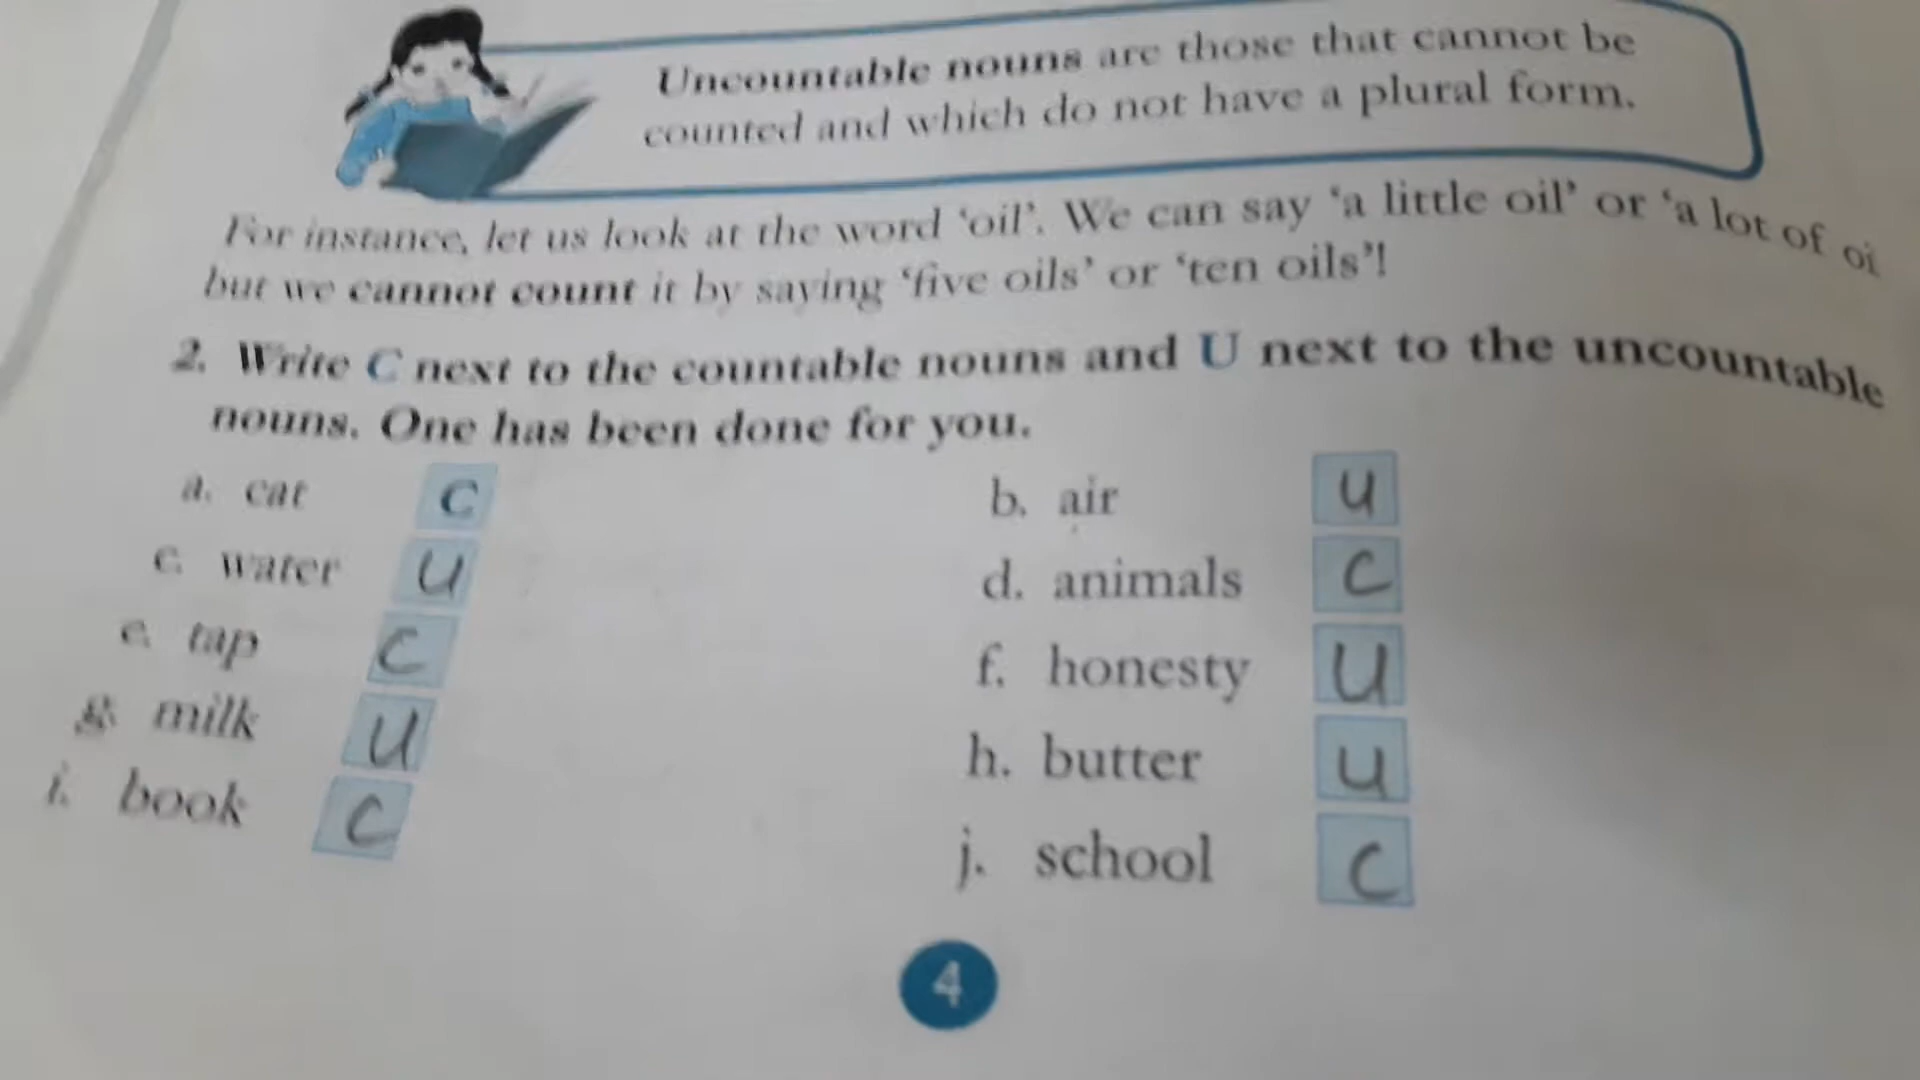 Uncountable nouns are those that cannot be
counted and which do not have a plural form.
For instance, let us look at the word 'oil'. We can say 'a little oil' or 'a lot of oi
but we cannot count it by saying 'five oils' or 'ten oils'!
2. Write C next to the countable nouns and U next to the uncountable
nouns. One has been done for you.
a. cat C b. air U
c. water U d. animals C
e. tap C f. honesty U
g. milk U h. butter U
i. book C j. school C
4